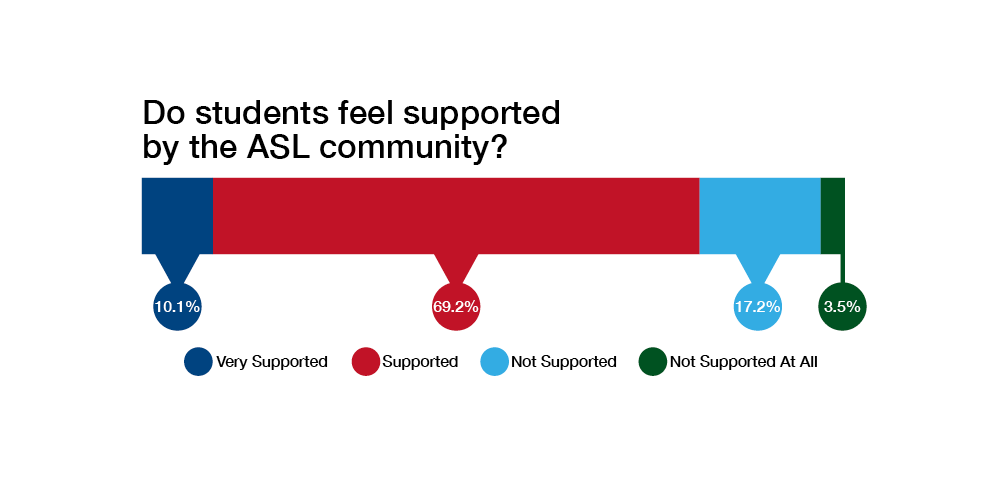 Do students feel supported
by the ASL community?
10.1% 69.2% 17.2% 3.5%
Very Supported Supported Not Supported Not Supported At All